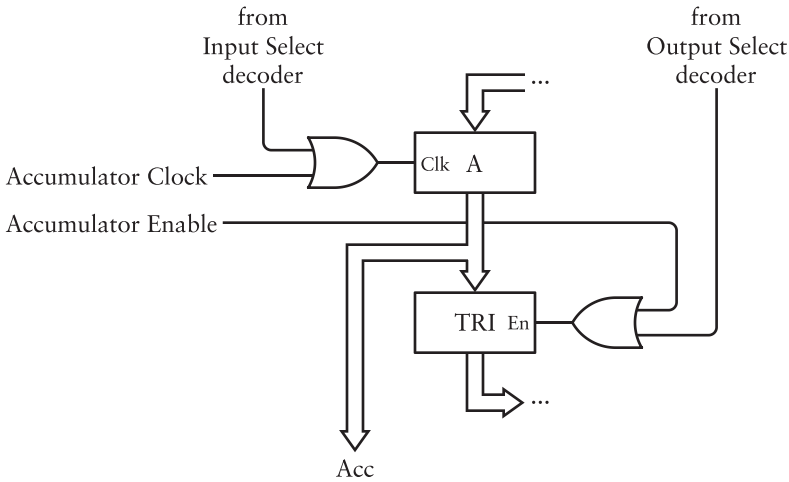 from
Input Select
decoder
from
Output Select
decoder
...
Accumulator Clock
Clk A
Accumulator Enable
TRI En
...
Acc